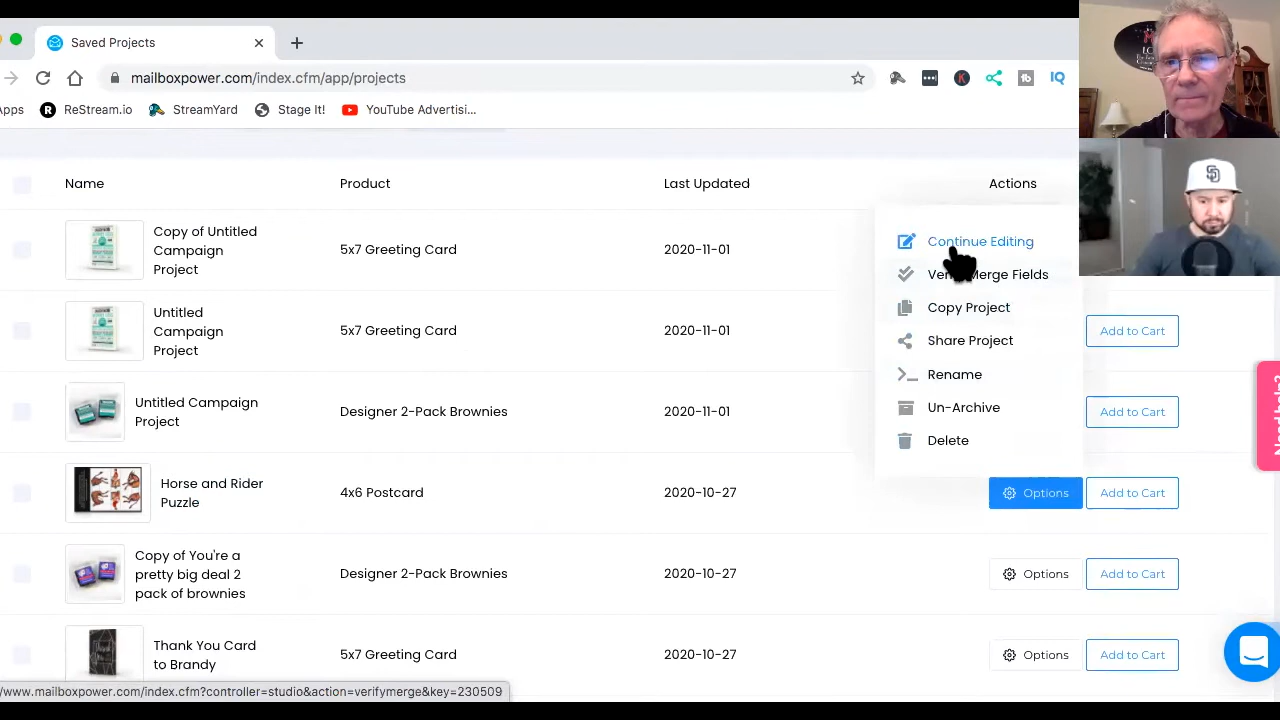 Saved Projects
mailboxpower.com/index.cfm/app/projects
IQ
Apps
ReStream.io
StreamYard
Stage It!
Youtube Advertisi...
Name
Product
Last Updated
Actions
Copy of Untitled
Campaign
Project
5x7 Greeting Card
2020-11-01
Continue Editing
Merge Fields
Copy Project
Share Project
Rename
Un-Archive
Delete
Untitled
Campaign
Project
5x7 Greeting Card
2020-11-01
Add to Cart
Untitled Campaign
Project
Designer 2-Pack Brownies
2020-11-01
Add to Cart
Horse and Rider
Puzzle
4x6 Postcard
2020-10-27
Options
Add to Cart
Copy of You're a
pretty big deal 2
pack of brownies
Designer 2-Pack Brownies
2020-10-27
Options
Add to Cart
Thank You Card
to Brandy
5x7 Greeting Card
2020-10-27
Options
Add to Cart
/www.mailboxpower.com/index.cfm?controller=studio&action=verifymerge&key=230509